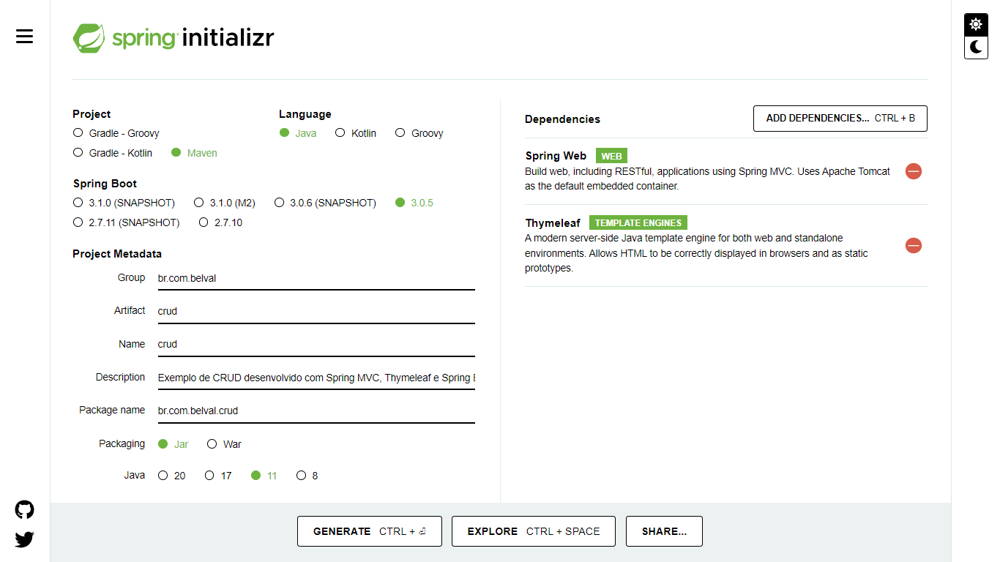 spring initializr
Project
Gradle - Groovy
Gradle - Kotlin Maven
Language
Java Kotlin Groovy
Spring Boot
3.1.0 (SNAPSHOT) 3.1.0 (M2) 3.0.6 (SNAPSHOT) 3.0.5
2.7.11 (SNAPSHOT) 2.7.10
Project Metadata
Group br.com.belval
Artifact crud
Name crud
Description Exemplo de CRUD desenvolvido com Spring MVC, Thymeleaf e Spring
Package name br.com.belval.crud
Packaging Jar War
Java 20 17 11 8
Dependencies ADD DEPENDENCIES... CTRL + B
Spring Web WEB
Build web, including RESTful, applications using Spring MVC. Uses Apache Tomcat
as the default embedded container.
Thymeleaf TEMPLATE ENGINES
A modern server-side Java template engine for both web and standalone
environments. Allows HTML to be correctly displayed in browsers and as static
prototypes.
GENERATE CTRL + ⏎ EXPLORE CTRL + SPACE SHARE...